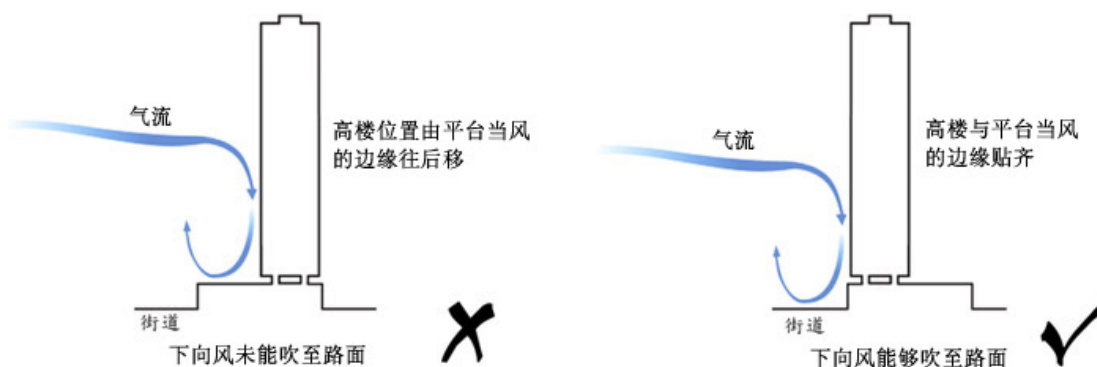 气流
高楼位置由平台当风
的边缘往后移
街道
下向风未能吹至路面
气流
高楼与平台当风
的边缘贴齐
街道
下向风能够吹至路面